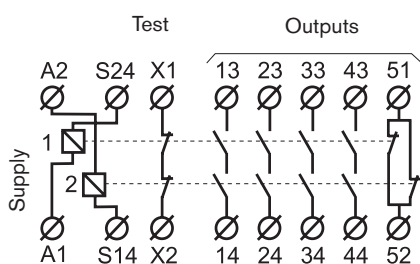 Test Outputs
A2 S24 X1 13 23 33 43 51
1
2
Supply
A1 S14 X2 14 24 34 44 52